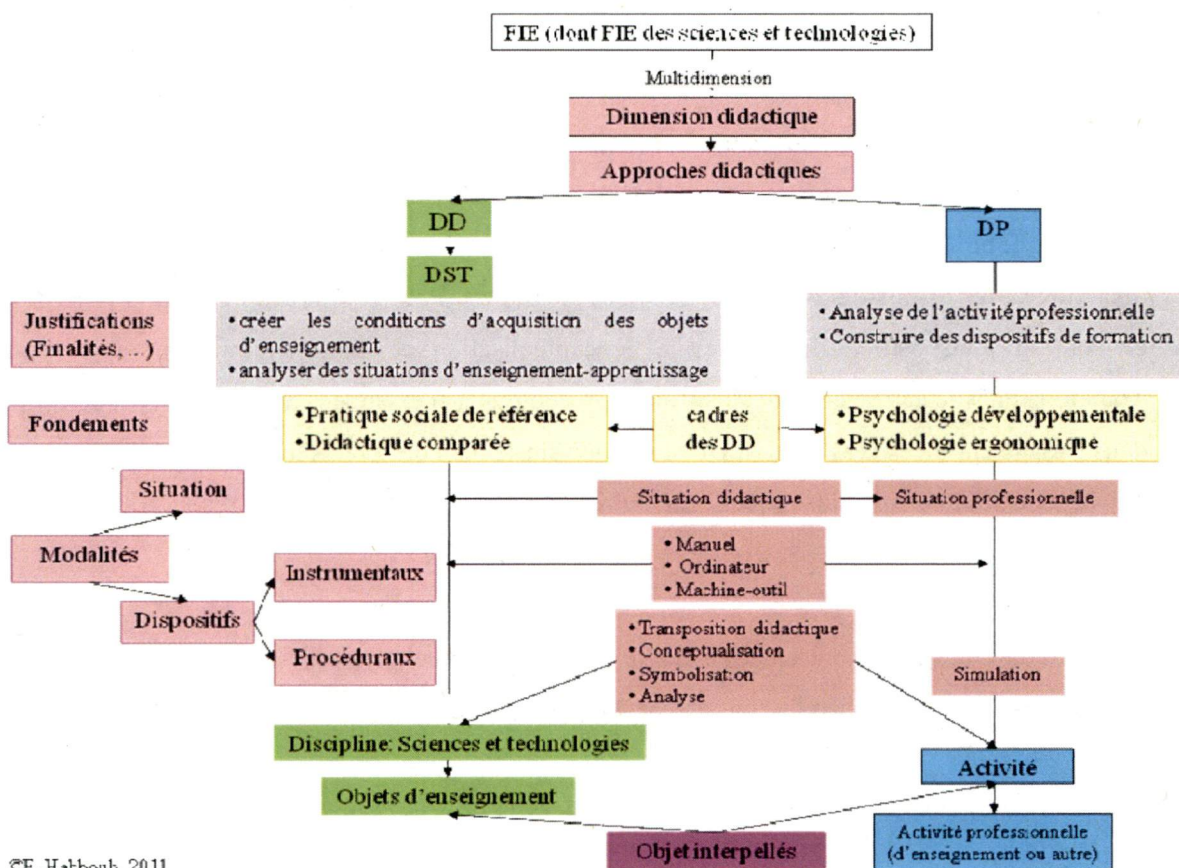 FIE (dont FIE des sciences et technologies)
Multidimension
Dimension didactique
Approches didactiques
DD
DP
DST
Justifications
(Finalités, ...)
• créer les conditions d'acquisition des objets
d'enseignement
• analyser des situations d'enseignement-apprentissage
• Analyse de l'activité professionnelle
• Construire des dispositifs de formation
Fondements
• Pratique sociale de référence
• Didactique comparée
cadres
des DD
• Psychologie développementale
• Psychologie ergonomique
Situation
Situation didactique
Situation professionnelle
Modalités
Instrumentaux
• Manuel
• Ordinateur
• Machine-outil
Dispositifs
Procéduraux
• Transposition didactique
• Conceptualisation
• Symbolisation
• Analyse
Simulation
Discipline: Sciences et technologies
Activité
Objets d'enseignement
Objet interpellés
Activité professionnelle
(d'enseignement ou autre)
©F. Habboub, 2011